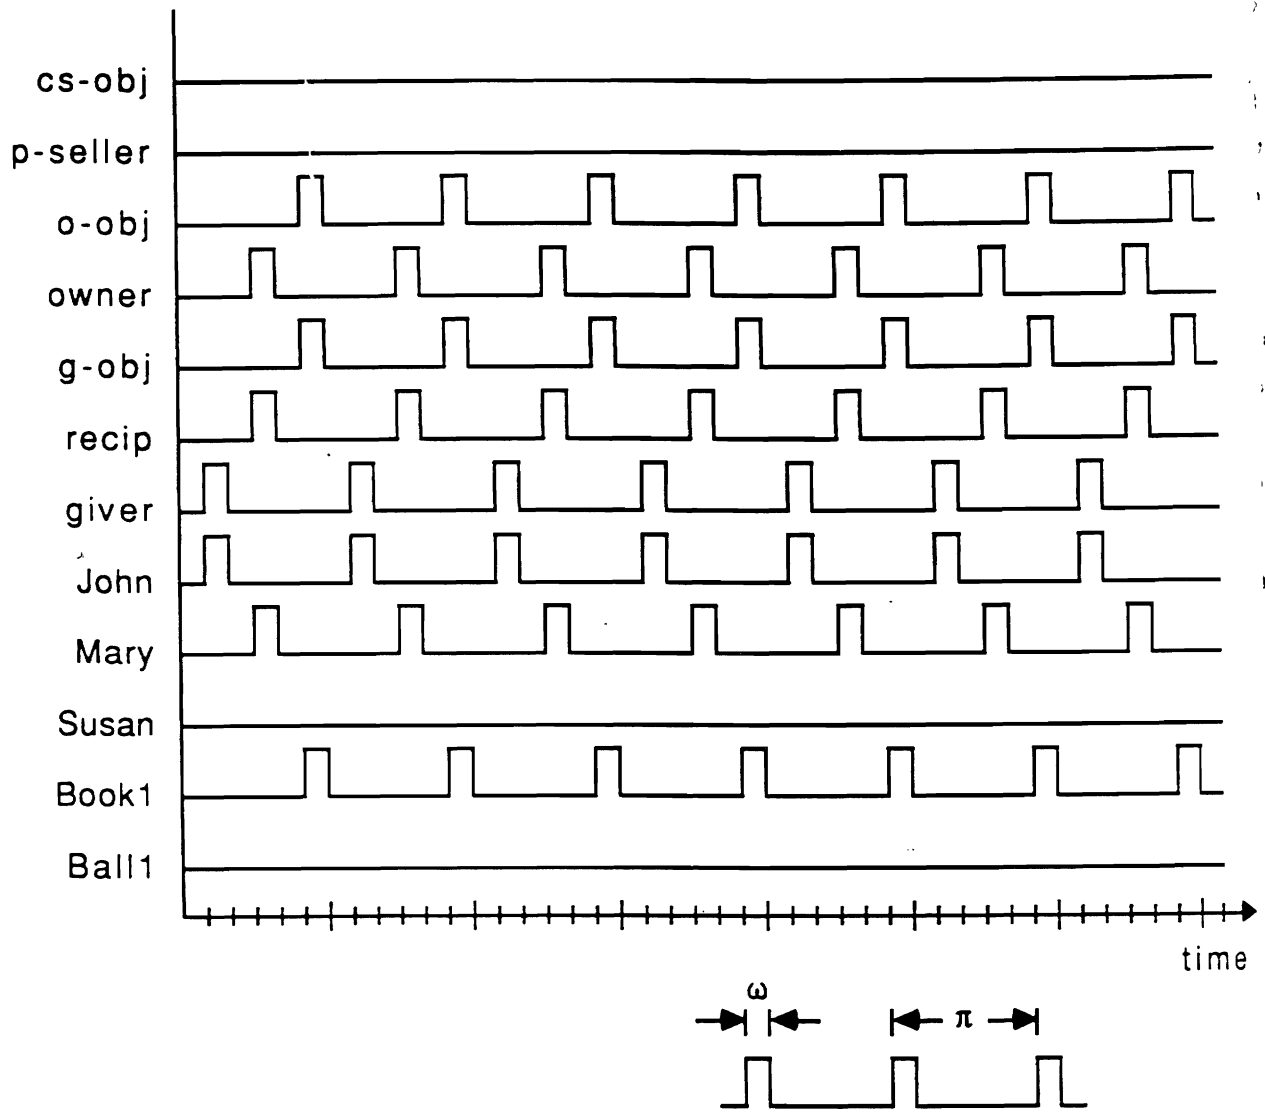 cs-obj
p-seller
o-obj
owner
g-obj
recip
giver
John
Mary
Susan
Book1
Ball1
time
ω
π